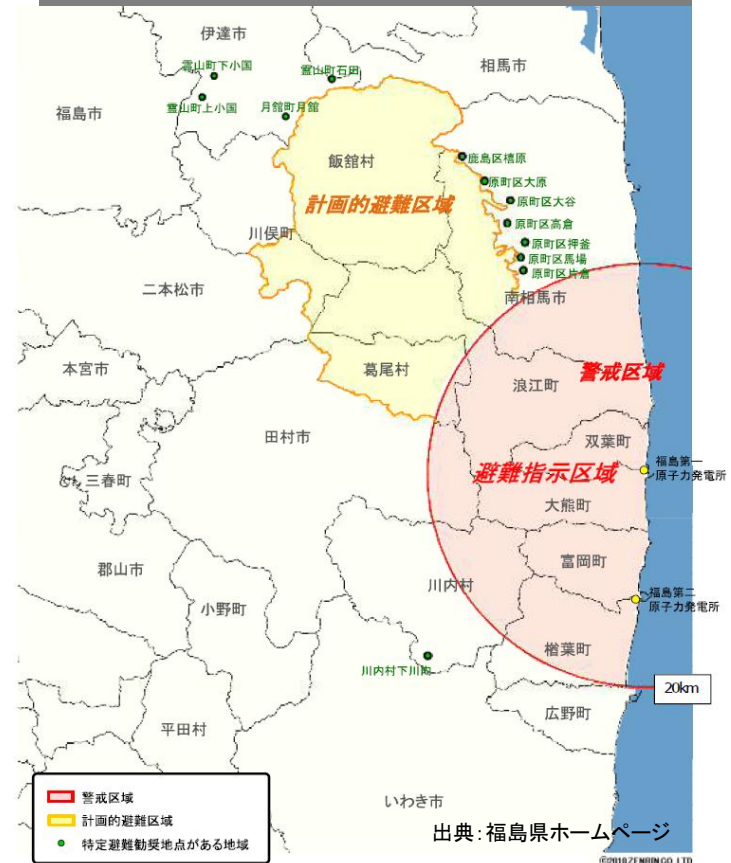 伊達市
霊山町下小国
霊山町石田
相馬市
霊山町上小国
月舘町月舘
福島市
飯舘村
鹿島区橲原
計画的避難区域
原町区大原
原町区大谷
原町区高倉
川俣町
原町区押釜
原町区馬場
原町区片倉
二本松市
南相馬市
本宮市
葛尾村
浪江町
警戒区域
田村市
双葉町
避難指示区域
福島第一
原子力発電所
三春町
大熊町
郡山市
富岡町
川内村
小野町
福島第二
原子力発電所
楢葉町
川内村下川内
20km
広野町
平田村
警戒区域
計画的避難区域
特定避難勧奨地点がある地域
いわき市
出典：福島県ホームページ
©2010 ZENRIN CO.,LTD